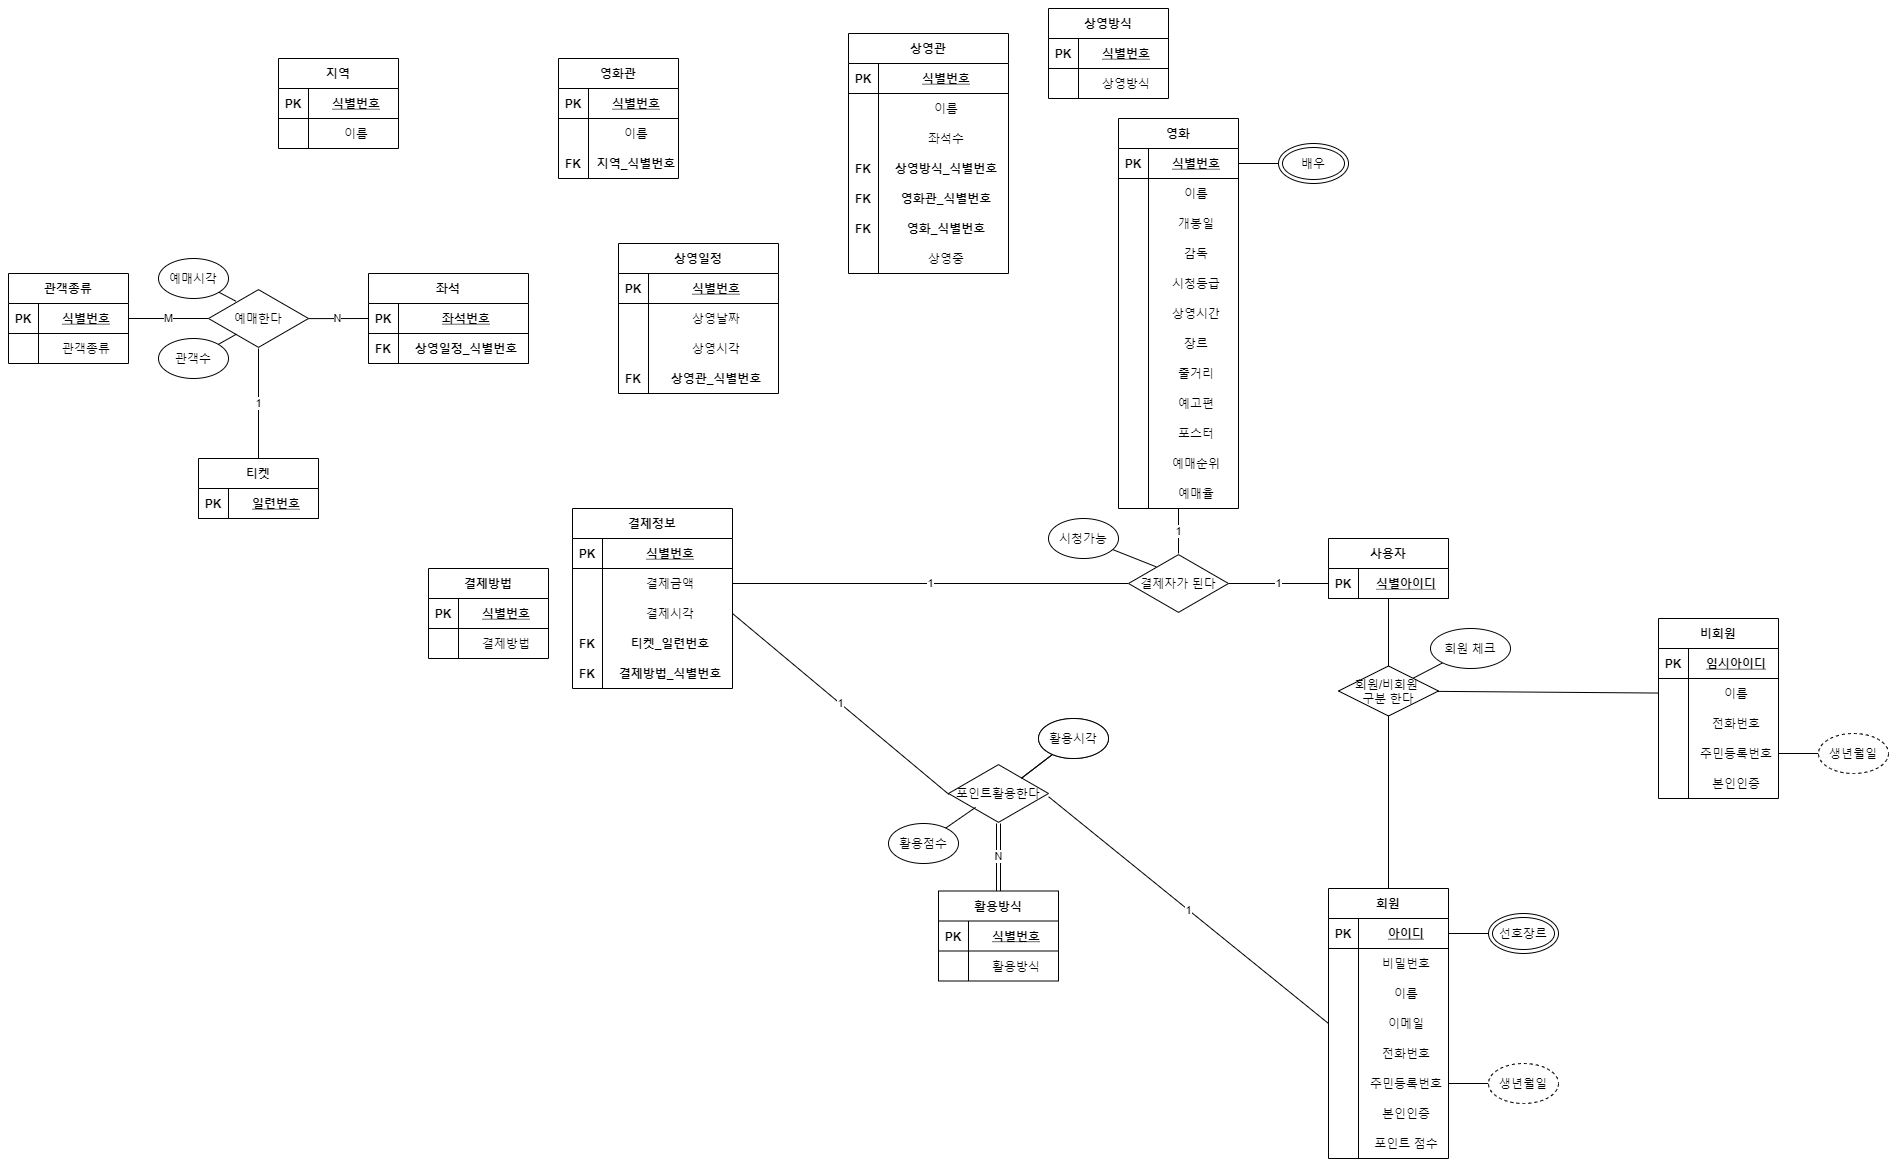 지역
PK 식별번호
이름
영화관
PK 식별번호
이름
FK 지역_식별번호
상영관
PK 식별번호
이름
좌석수
FK 상영방식_식별번호
FK 영화관_식별번호
FK 영화_식별번호
상영중
상영방식
PK 식별번호
상영방식
영화
PK 식별번호
이름
개봉일
감독
시청등급
상영시간
장르
줄거리
예고편
포스터
예매순위
예매율
배우
관객종류
PK 식별번호
관객종류
예매시각
M
예매한다
N
관객수
1
좌석
PK 좌석번호
FK 상영일정_식별번호
상영일정
PK 식별번호
상영날짜
상영시각
FK 상영관_식별번호
티켓
PK 일련번호
결제방법
PK 식별번호
결제방법
결제정보
PK 식별번호
결제금액
결제시각
FK 티켓_일련번호
FK 결제방법_식별번호
1
시청가능
1
결제자가 된다
1
사용자
PK 식별아이디
회원 체크
회원/비회원
구분 한다
비회원
PK 임시아이디
이름
전화번호
주민등록번호
본인인증
생년월일
1
활용시각
포인트활용한다
활용점수
N
1
활용방식
PK 식별번호
활용방식
회원
PK 아이디
비밀번호
이름
이메일
전화번호
주민등록번호
본인인증
포인트 점수
선호장르
생년월일